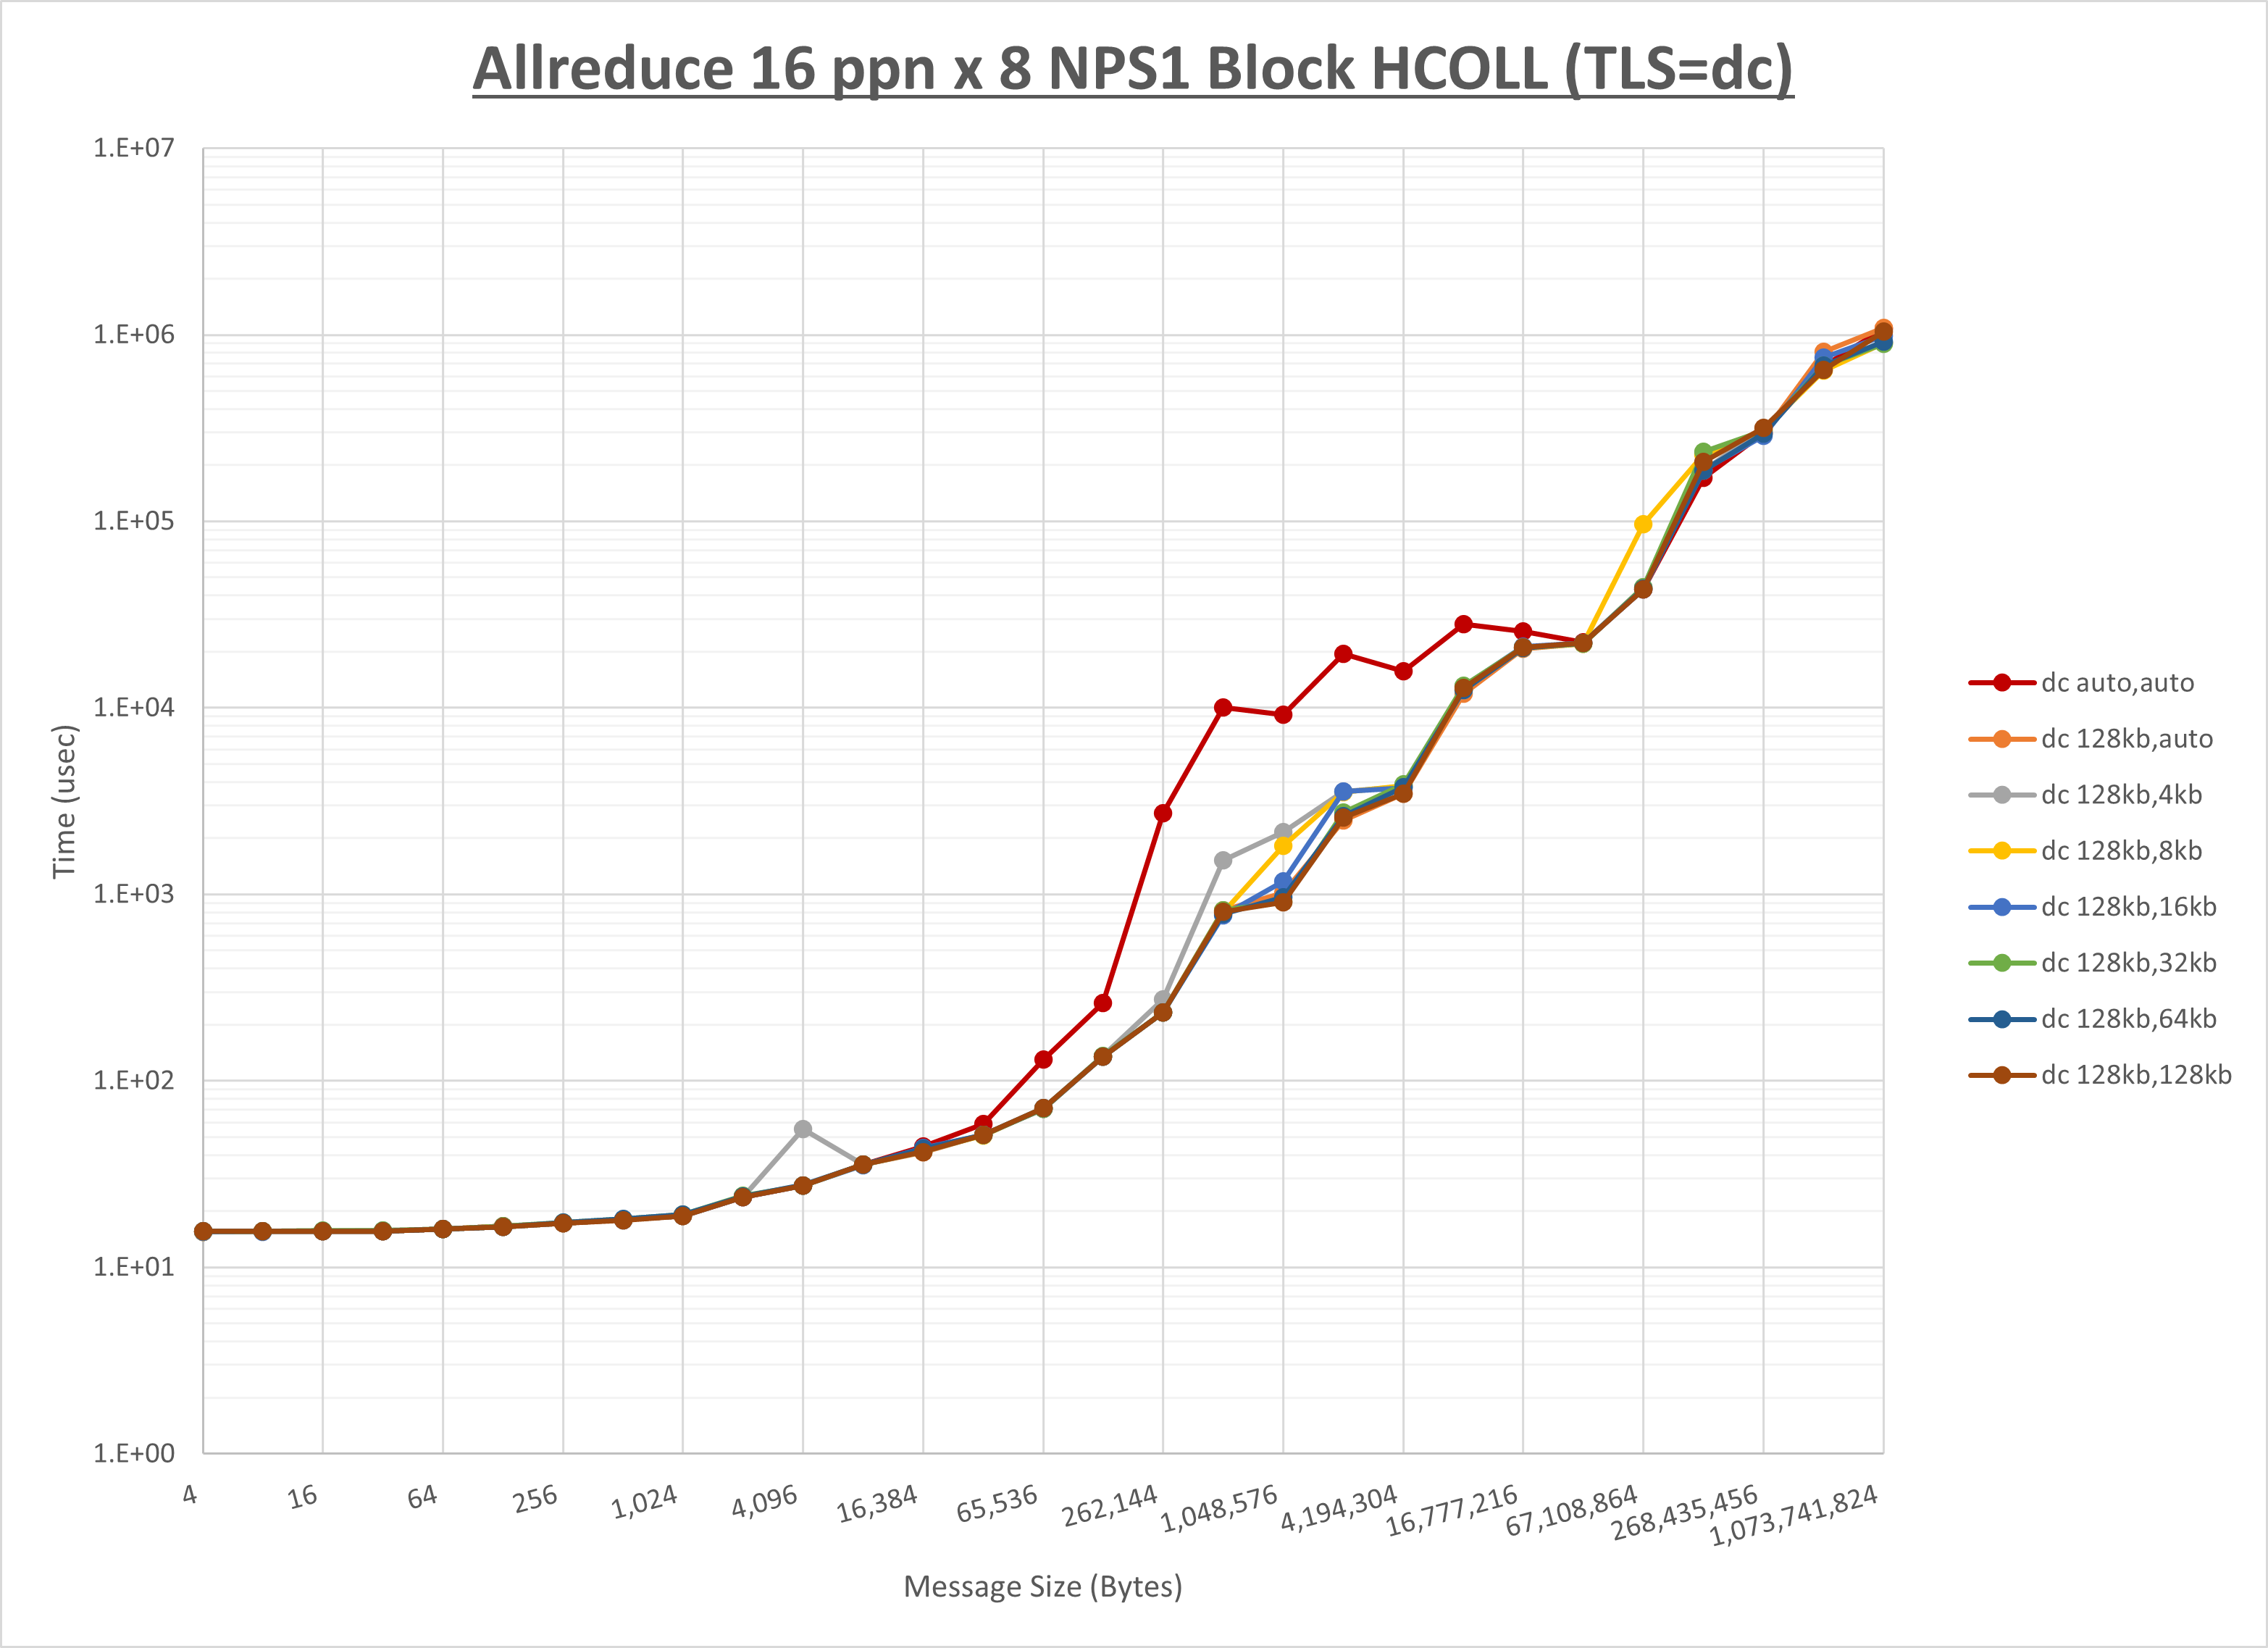 Allreduce 16 ppn x 8 NPS1 Block HCOLL (TLS=dc)
1.E+07
1.E+06
1.E+05
1.E+04
1.E+03
1.E+02
1.E+01
1.E+00
Time (usec)
4
16
64
256
1,024
4,096
16,384
65,536
262,144
1,048,576
4,194,304
16,777,216
67,108,864
268,435,456
1,073,741,824
Message Size (Bytes)
dc auto,auto
dc 128kb,auto
dc 128kb,4kb
dc 128kb,8kb
dc 128kb,16kb
dc 128kb,32kb
dc 128kb,64kb
dc 128kb,128kb